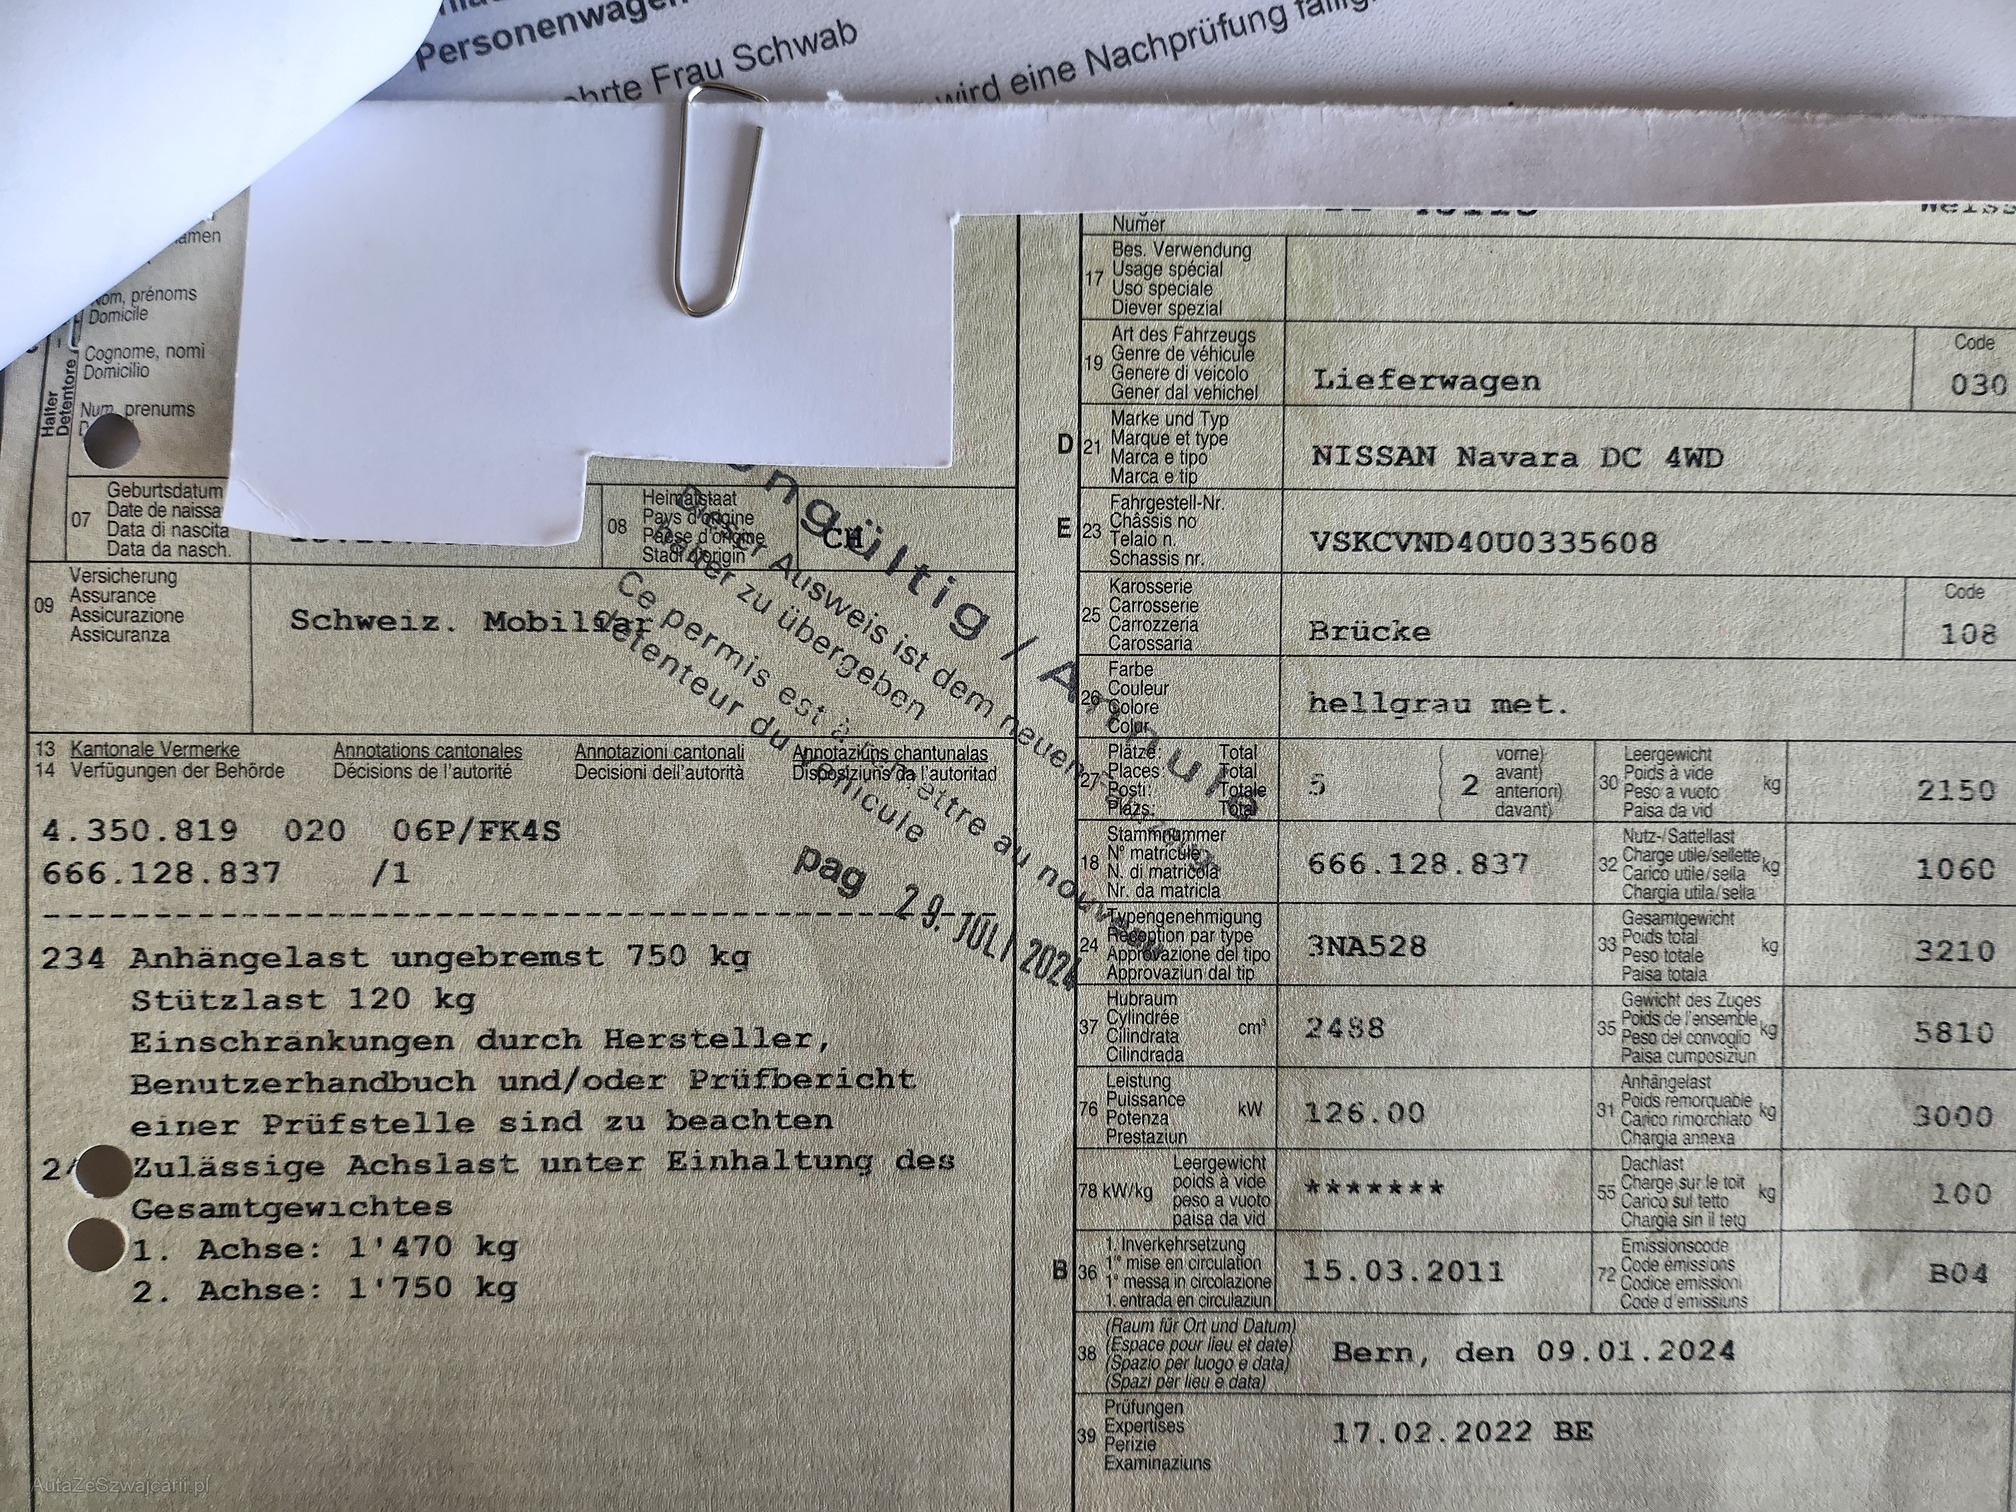 Personenwagen
ehrte Frau Schwab
wird eine Nachprüfung fällig
Nom, prénoms
Domicile
Cognome, nomi
Domicilio
Num, prenums
Halter
Detentore
07
Geburtsdatum
Date de naissa
Data di nascita
Data da nasch.
08
Heimatstaat
Pays d'origine
Paese d'origine
Stadi d'origin
CH
09
Versicherung
Assurance
Assicurazione
Assicuranza
Schweiz. Mobiliar
ungültig / Annulé
Dieser Ausweis ist dem neuen
Halter zu übergeben
Ce permis est à remettre au nouveau
détenteur du véhicule
pag 29. JULI 2024
13 Kantonale Vermerke Annotations cantonales Annotazioni cantonali Annotaziuns chantunalas
14 Verfügungen der Behörde Décisions de l'autorité Decisioni dell'autorità Disposiziuns da l'autoritad
4.350.819 020 06P/FK4S
666.128.837 /1
234 Anhängelast ungebremst 750 kg
Stützlast 120 kg
Einschränkungen durch Hersteller,
Benutzerhandbuch und/oder Prüfbericht
einer Prüfstelle sind zu beachten
Zulässige Achslast unter Einhaltung des
Gesamtgewichtes
1. Achse: 1'470 kg
2. Achse: 1'750 kg
Numer
17
Bes. Verwendung
Usage spécial
Uso speciale
Diever spezial
19
Art des Fahrzeugs
Genre de véhicule
Genere di veicolo
Gener dal vehichel
Lieferwagen
Code
030
D 21
Marke und Typ
Marque et type
Marca e tipo
Marca e tip
NISSAN Navara DC 4WD
E 23
Fahrgestell-Nr.
Châssis no
Telaio n.
Schassis nr.
VSKCVND40U0335608
25
Karosserie
Carrosserie
Carrozzeria
Carossaria
Brücke
Code
108
26
Farbe
Couleur
Colore
Colur
hellgrau met.
27
Plätze: Total
Places: Total
Posti: Totale
Plazs: Total
5
2
vorne)
avant)
anteriori)
davant)
30
Leergewicht
Poids à vide
Peso a vuoto
Paisa da vid
kg
2150
18
Stammnummer
N° matricule
N. di matricola
Nr. da matricla
666.128.837
32
Nutz-/Sattellast
Charge utile/sellette
Carico utile/sella
Chargia utila/sella
kg
1060
24
Typengenehmigung
Réception par type
Approvazione del tipo
Approvaziun dal tip
3NA528
33
Gesamtgewicht
Poids total
Peso totale
Paisa totala
kg
3210
37
Hubraum
Cylindrée
Cilindrata
Cilindrada
cm³
2488
35
Gewicht des Zuges
Poids de l'ensemble
Peso del convoglio
Paisa cumposiziun
kg
5810
76
Leistung
Puissance
Potenza
Prestaziun
kW
126.00
31
Anhängelast
Poids remorquable
Carico rimorchiato
Chargia annexa
kg
3000
78 kW/kg
Leergewicht
poids à vide
peso a vuoto
paisa da vid
*******
55
Dachlast
Charge sur le toit
Carico sul tetto
Chargia sin il tetg
kg
100
B 36
1. Inverkehrsetzung
1° mise en circulation
1° messa in circolazione
1. entrada en circulaziun
15.03.2011
72
Emissionscode
Code émissions
Codice emissioni
Code d'emissiuns
B04
38
(Raum für Ort und Datum)
(Espace pour lieu et date)
(Spazio per luogo e data)
(Spazi per lieu e data)
Bern, den 09.01.2024
39
Prüfungen
Expertises
Perizie
Examinaziuns
17.02.2022 BE
AutaZeSzwajcarii.pl